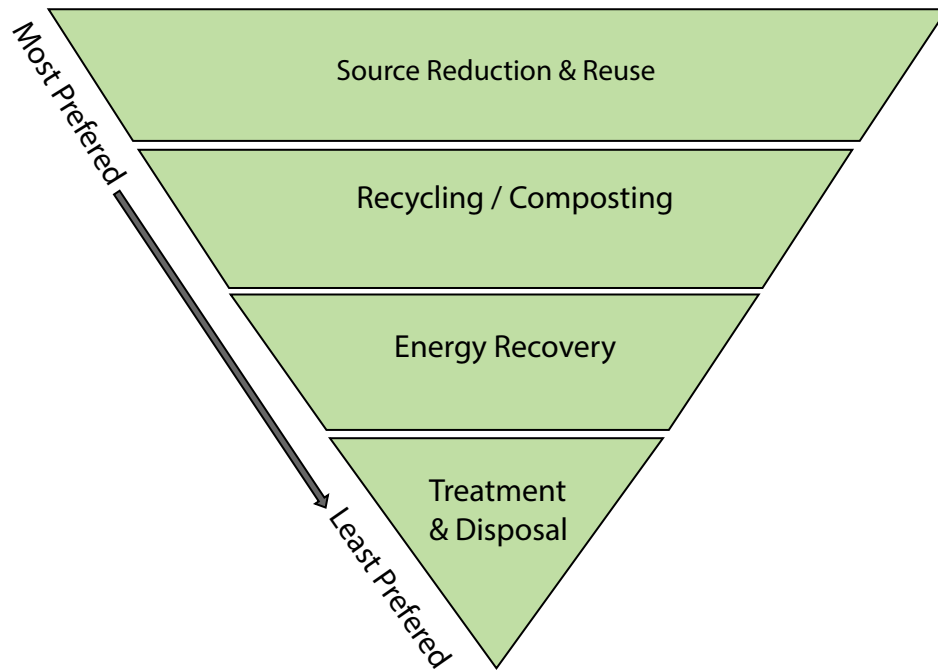 Most Prefered
Source Reduction & Reuse
Recycling / Composting
Energy Recovery
Treatment
& Disposal
Least Prefered